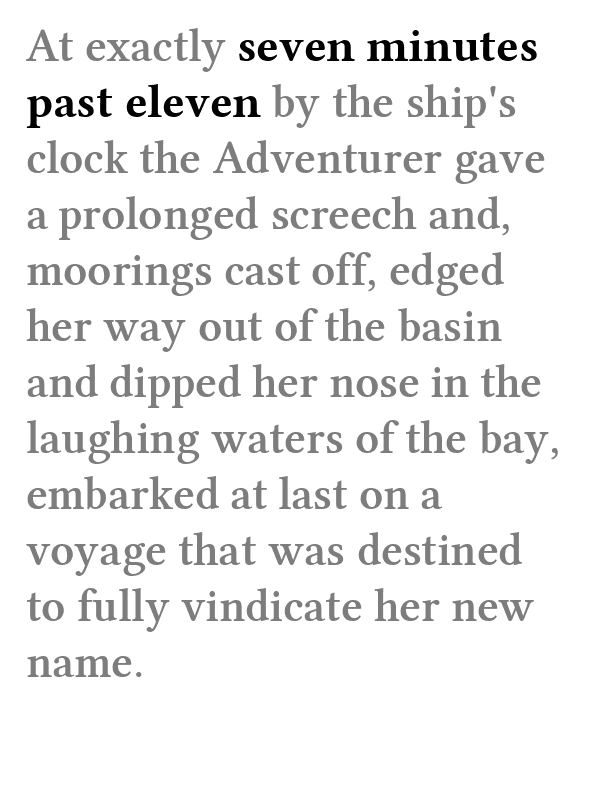 At exactly seven minutes
past eleven by the ship's
clock the Adventurer gave
a prolonged screech and,
moorings cast off, edged
her way out of the basin
and dipped her nose in the
laughing waters of the bay,
embarked at last on a
voyage that was destined
to fully vindicate her new
name.